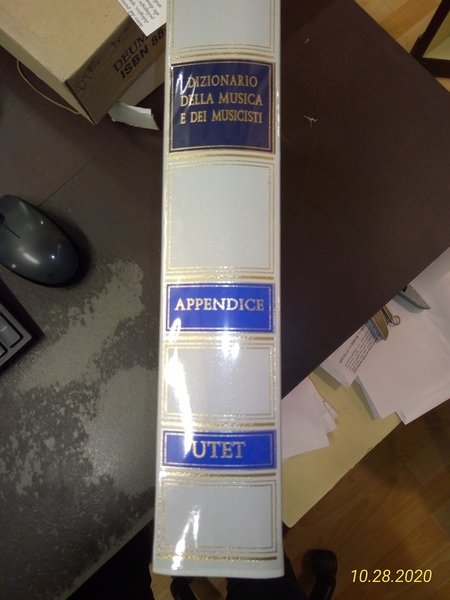 DIZIONARIO
DELLA MUSICA
E DEI MUSICISTI
APPENDICE
UTET
10.28.2020